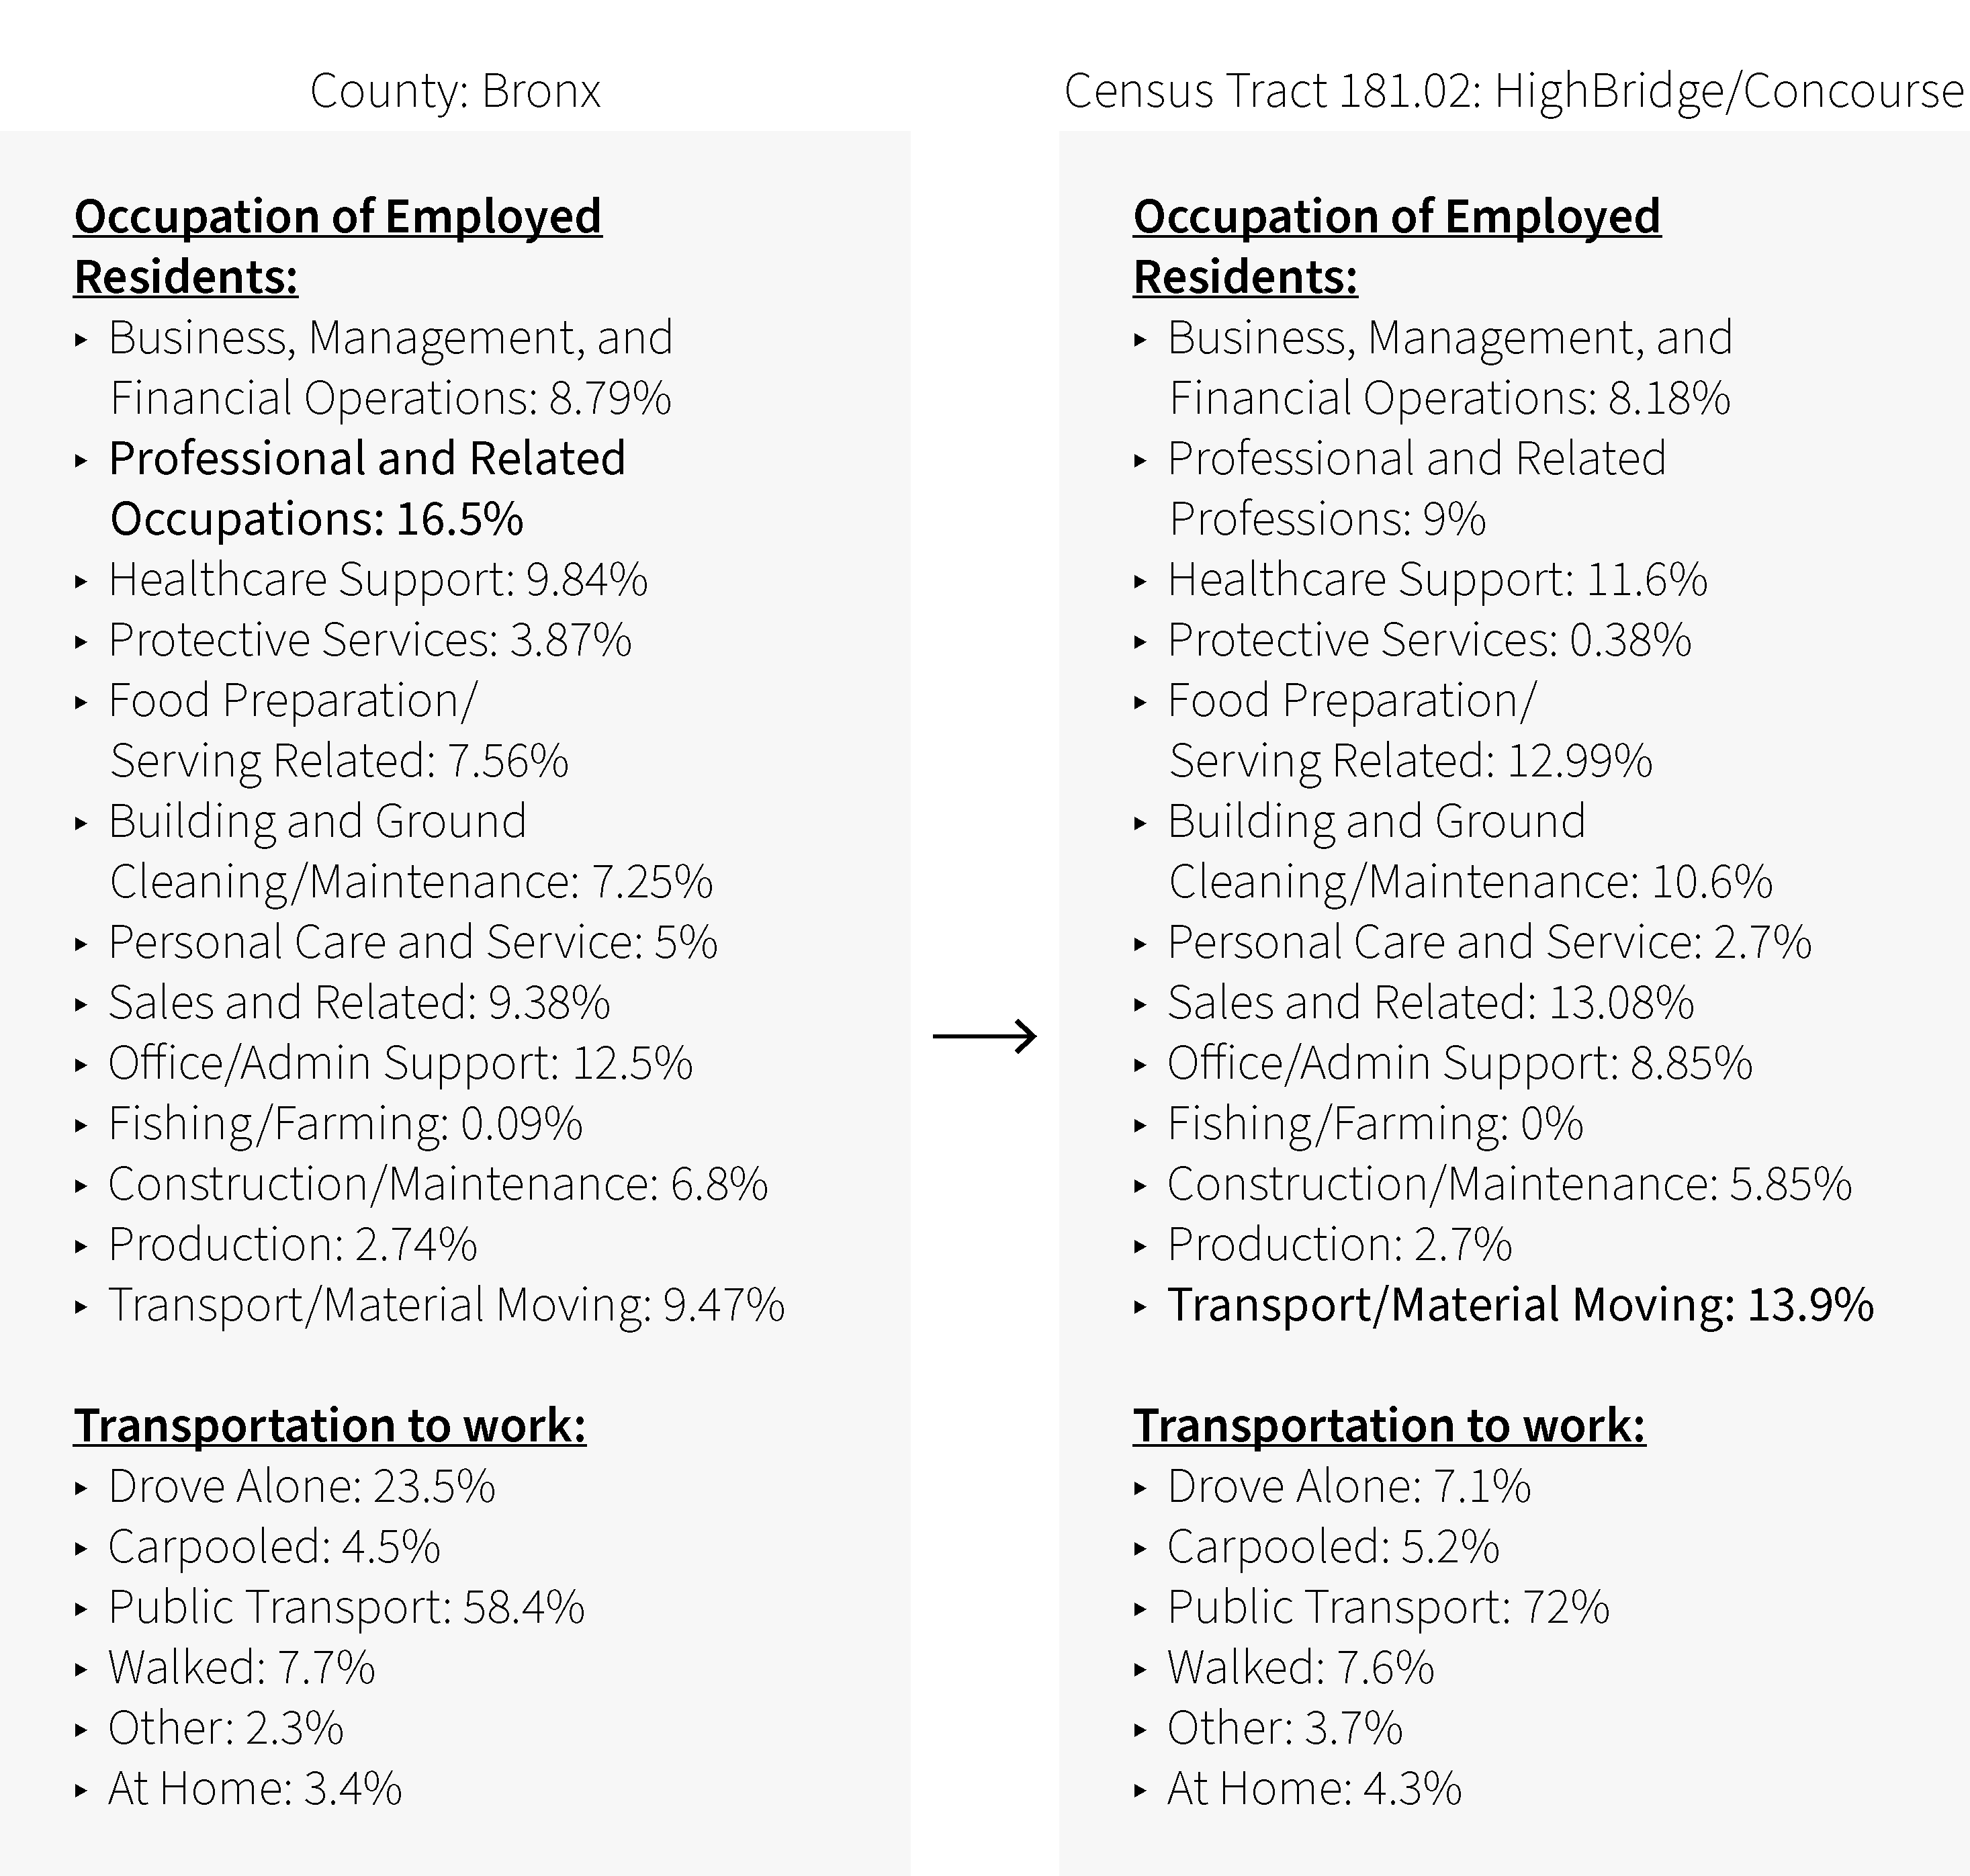 County: Bronx
Occupation of Employed
Residents:
‣ Business, Management, and
Financial Operations: 8.79%
‣ Professional and Related
Occupations: 16.5%
‣ Healthcare Support: 9.84%
‣ Protective Services: 3.87%
‣ Food Preparation/
Serving Related: 7.56%
‣ Building and Ground
Cleaning/Maintenance: 7.25%
‣ Personal Care and Service: 5%
‣ Sales and Related: 9.38%
‣ Office/Admin Support: 12.5%
‣ Fishing/Farming: 0.09%
‣ Construction/Maintenance: 6.8%
‣ Production: 2.74%
‣ Transport/Material Moving: 9.47%
Transportation to work:
‣ Drove Alone: 23.5%
‣ Carpooled: 4.5%
‣ Public Transport: 58.4%
‣ Walked: 7.7%
‣ Other: 2.3%
‣ At Home: 3.4%
Census Tract 181.02: HighBridge/Concourse
Occupation of Employed
Residents:
‣ Business, Management, and
Financial Operations: 8.18%
‣ Professional and Related
Professions: 9%
‣ Healthcare Support: 11.6%
‣ Protective Services: 0.38%
‣ Food Preparation/
Serving Related: 12.99%
‣ Building and Ground
Cleaning/Maintenance: 10.6%
‣ Personal Care and Service: 2.7%
‣ Sales and Related: 13.08%
‣ Office/Admin Support: 8.85%
‣ Fishing/Farming: 0%
‣ Construction/Maintenance: 5.85%
‣ Production: 2.7%
‣ Transport/Material Moving: 13.9%
Transportation to work:
‣ Drove Alone: 7.1%
‣ Carpooled: 5.2%
‣ Public Transport: 72%
‣ Walked: 7.6%
‣ Other: 3.7%
‣ At Home: 4.3%